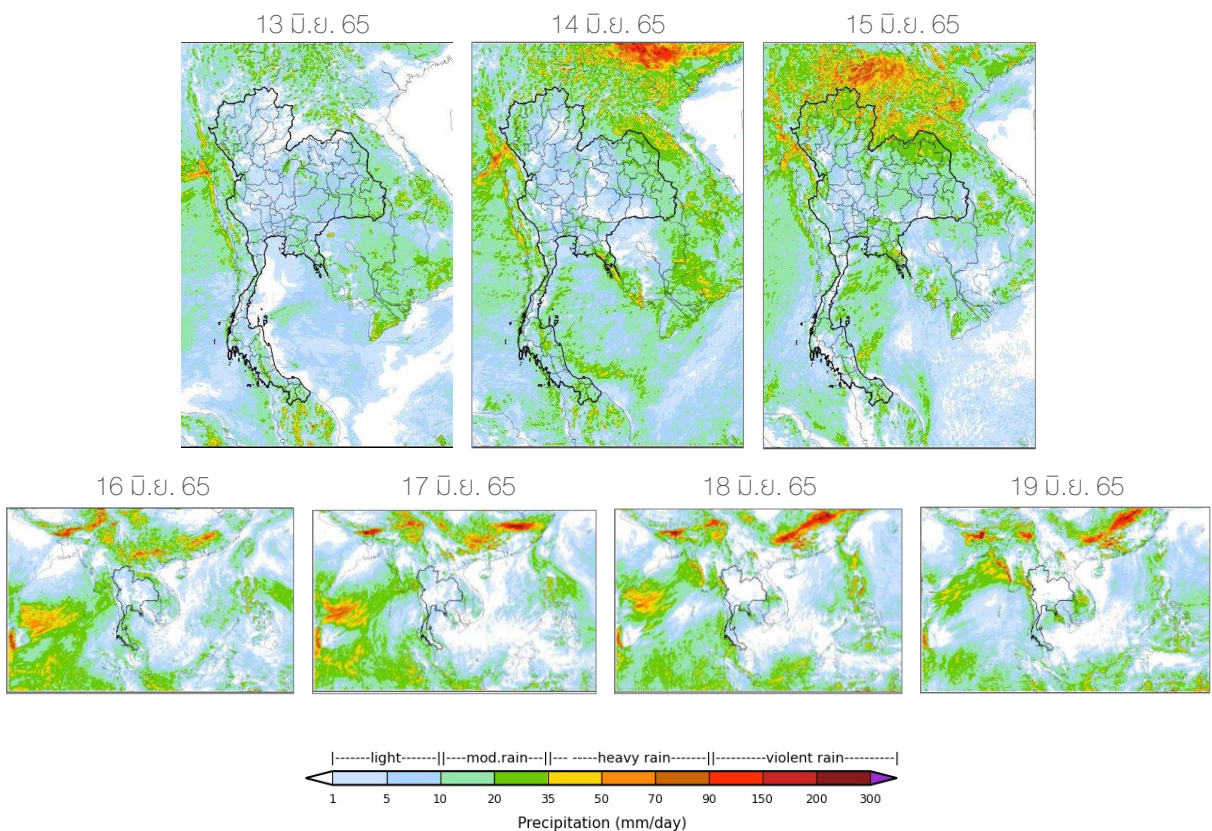 13 มิ.ย. 65 14 มิ.ย. 65 15 มิ.ย. 65
16 มิ.ย. 65 17 มิ.ย. 65 18 มิ.ย. 65 19 มิ.ย. 65
|-------light-------||----mod.rain---||--- -----heavy rain------||---------violent rain---------|
1 5 10 20 35 50 70 90 150 200 300
Precipitation (mm/day)